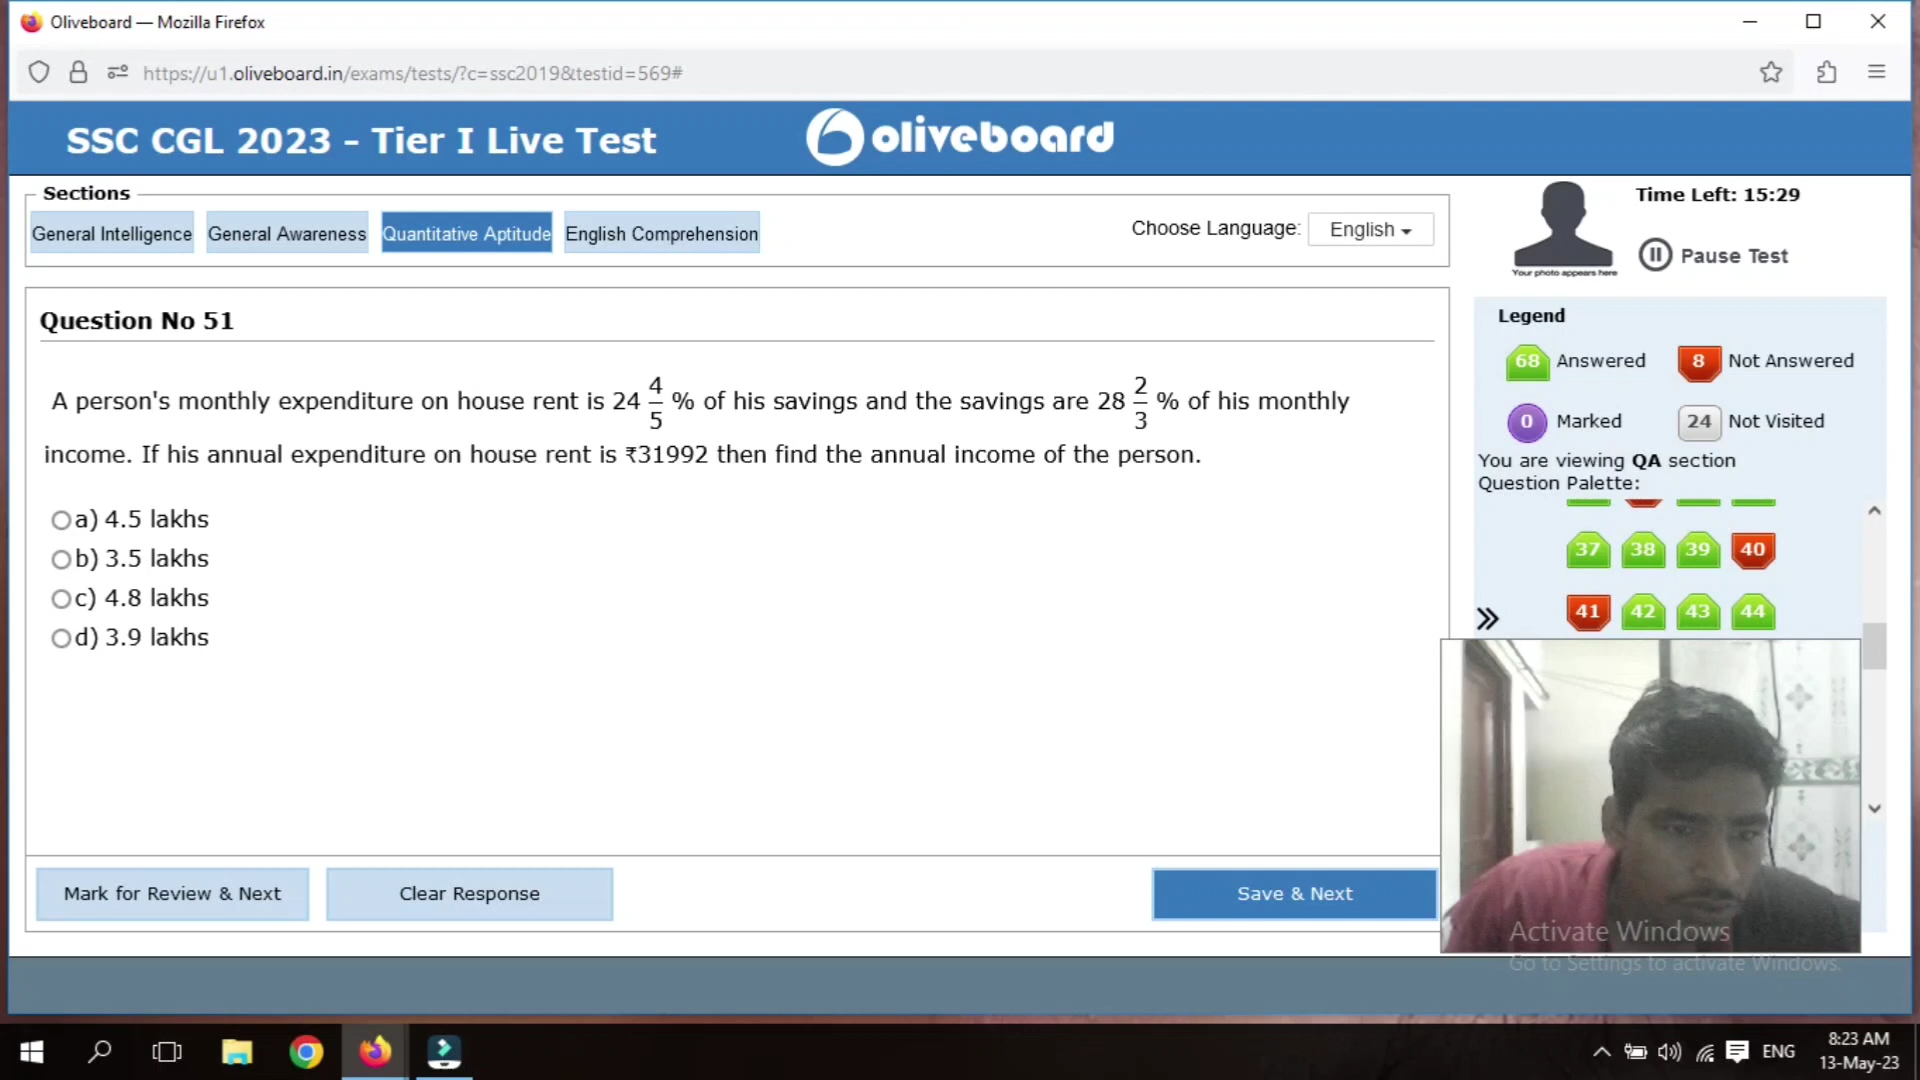 Oliveboard — Mozilla Firefox
https://u1.oliveboard.in/exams/tests/?c=ssc2019&testid=569#
SSC CGL 2023 - Tier I Live Test
oliveboard
Sections
General Intelligence General Awareness Quantitative Aptitude English Comprehension
Choose Language: English
Your photo appears here
Time Left: 15:29
Pause Test
Question No 51
A person's monthly expenditure on house rent is 24 4/5 % of his savings and the savings are 28 2/3 % of his monthly
income. If his annual expenditure on house rent is ₹31992 then find the annual income of the person.
a) 4.5 lakhs
b) 3.5 lakhs
c) 4.8 lakhs
d) 3.9 lakhs
Legend
68 Answered 8 Not Answered
0 Marked 24 Not Visited
You are viewing QA section
Question Palette:
37 38 39 40
41 42 43 44
Mark for Review & Next Clear Response Save & Next
Activate Windows
Go to Settings to activate Windows.
ENG
8:23 AM
13-May-23